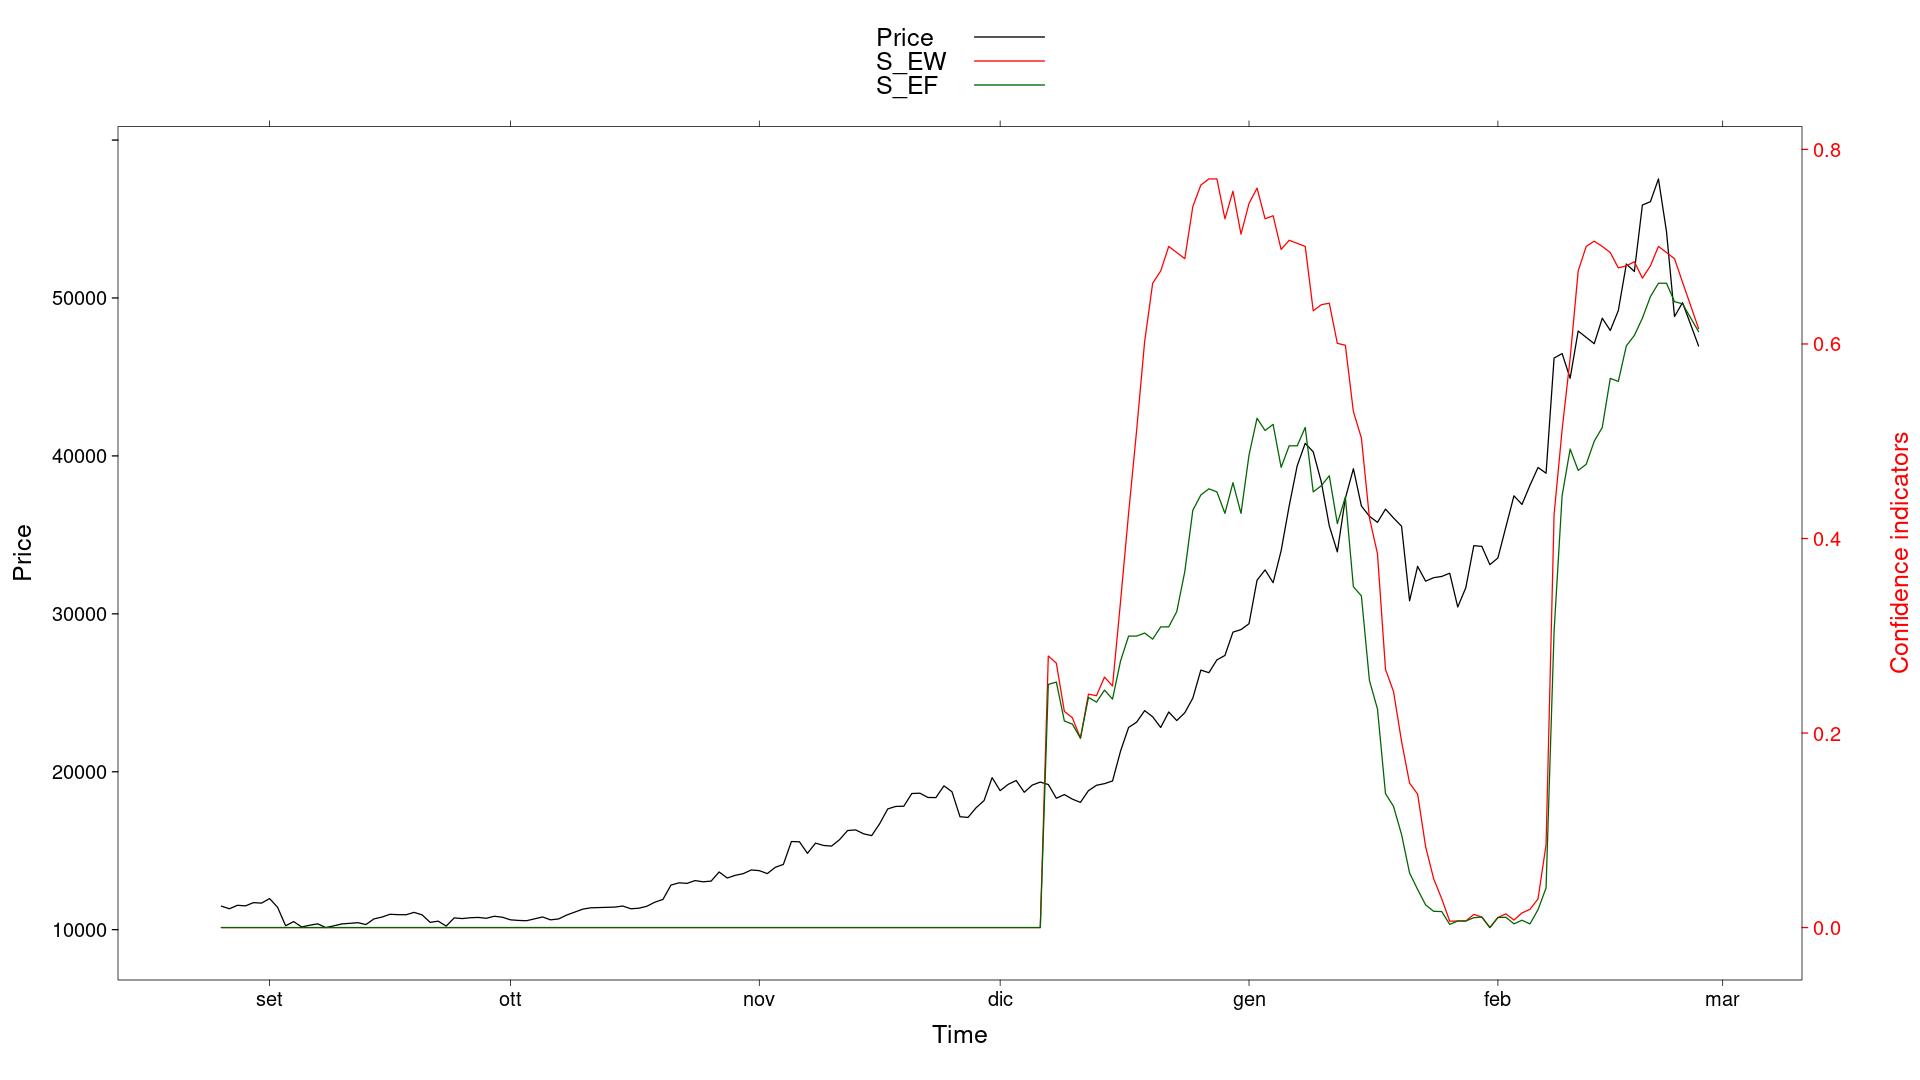 Price
S_EW
S_EF
0.8
50000
0.6
40000
0.4
30000
0.2
20000
10000
0.0
Price
Confidence indicators
set ott nov dic gen feb mar
Time